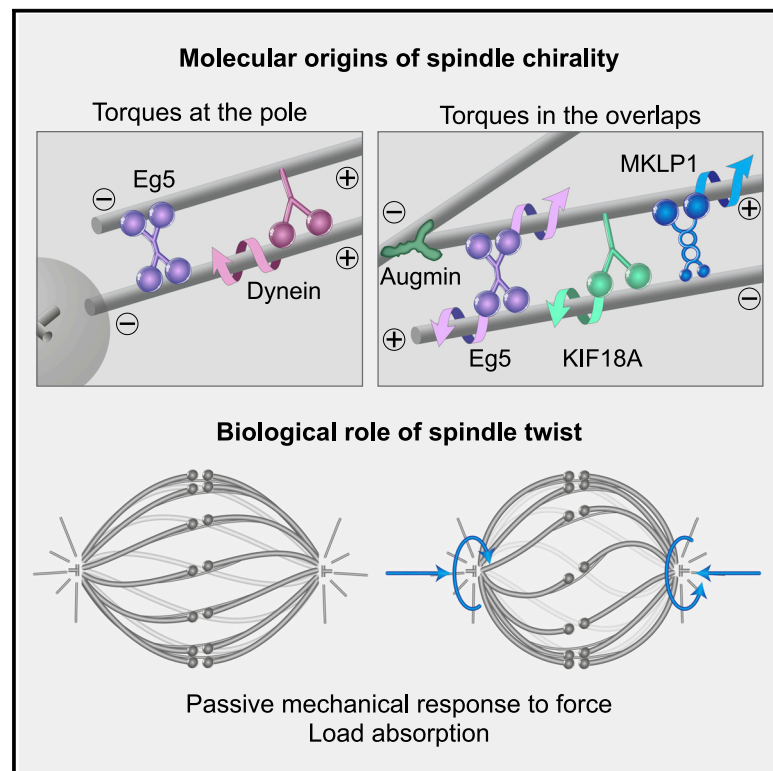 Molecular origins of spindle chirality
Torques at the pole
Torques in the overlaps
Eg5
−
+
+
Dynein
−
MKLP1
−
+
Augmin
−
+
Eg5
KIF18A
Biological role of spindle twist
Passive mechanical response to force
Load absorption